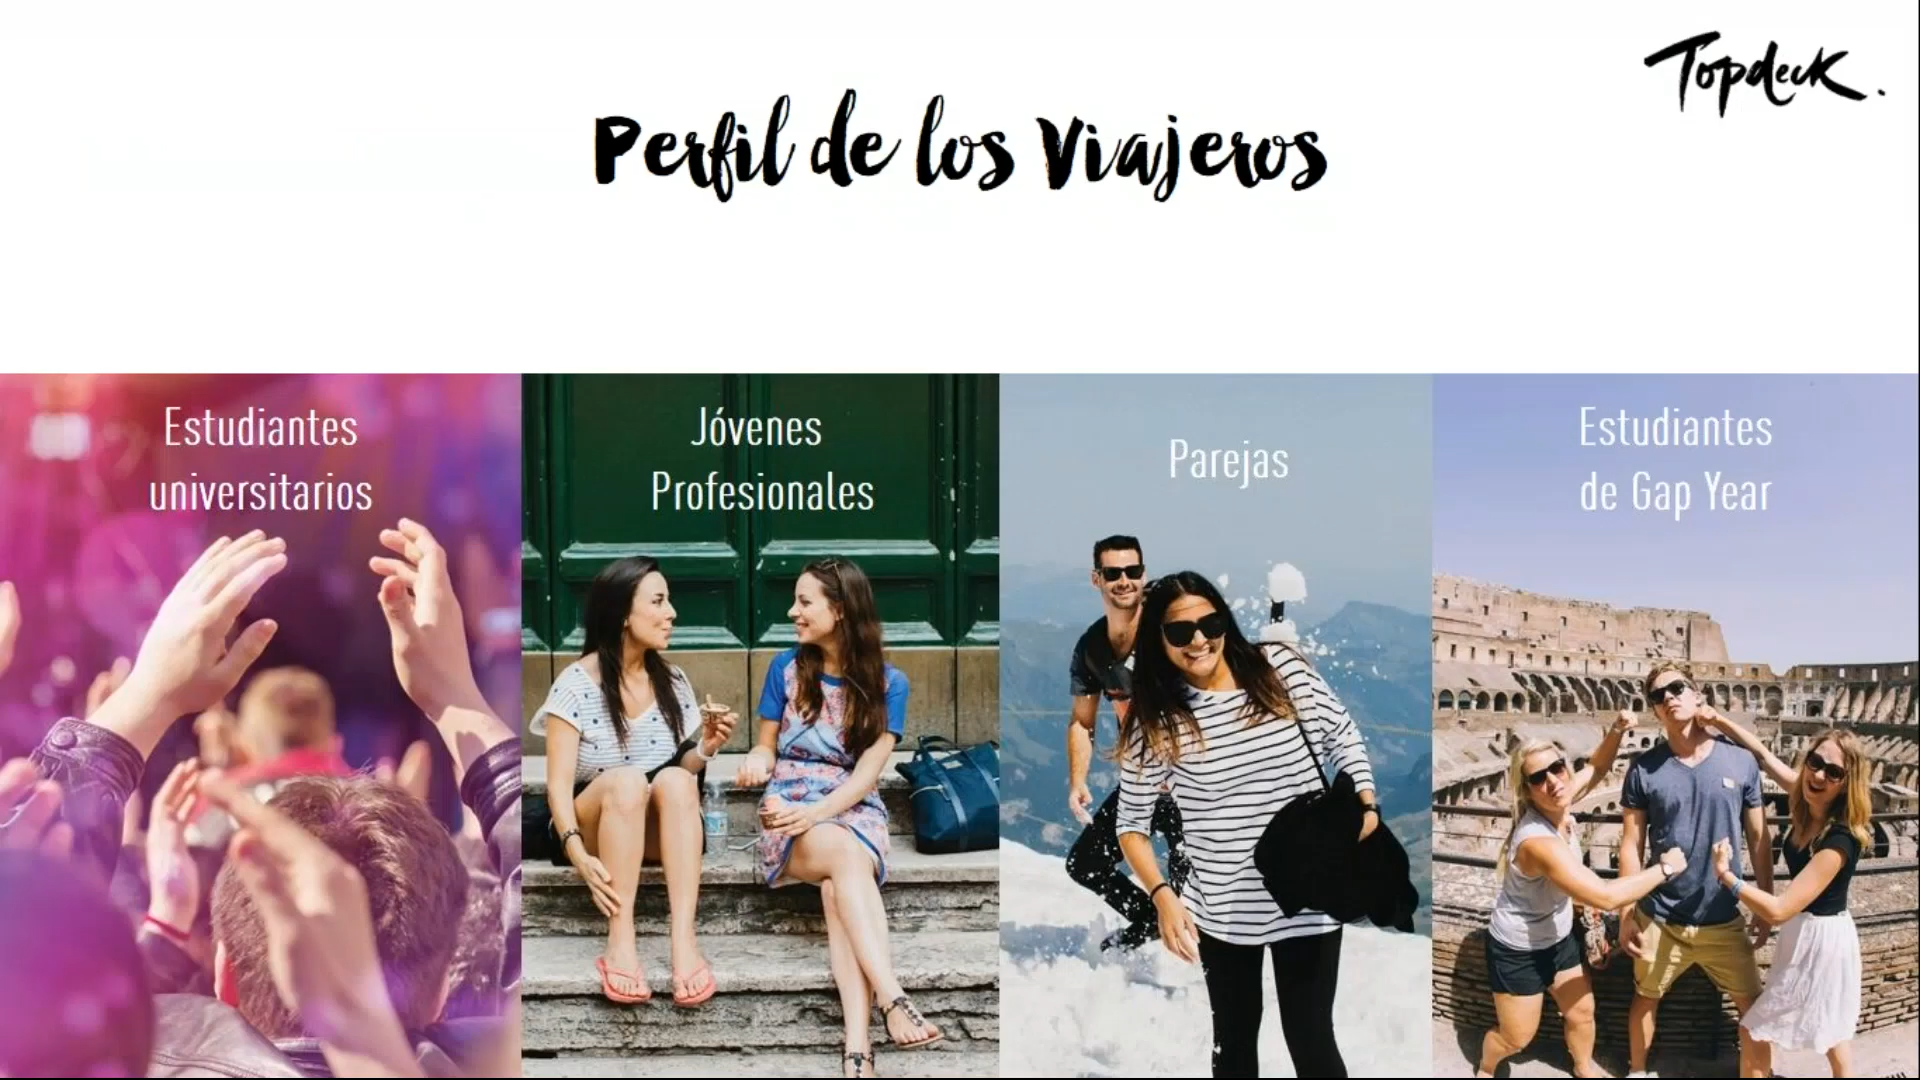 Topdeck.
Perfil de los Viajeros
Estudiantes
universitarios
Jóvenes
Profesionales
Parejas
Estudiantes
de Gap Year